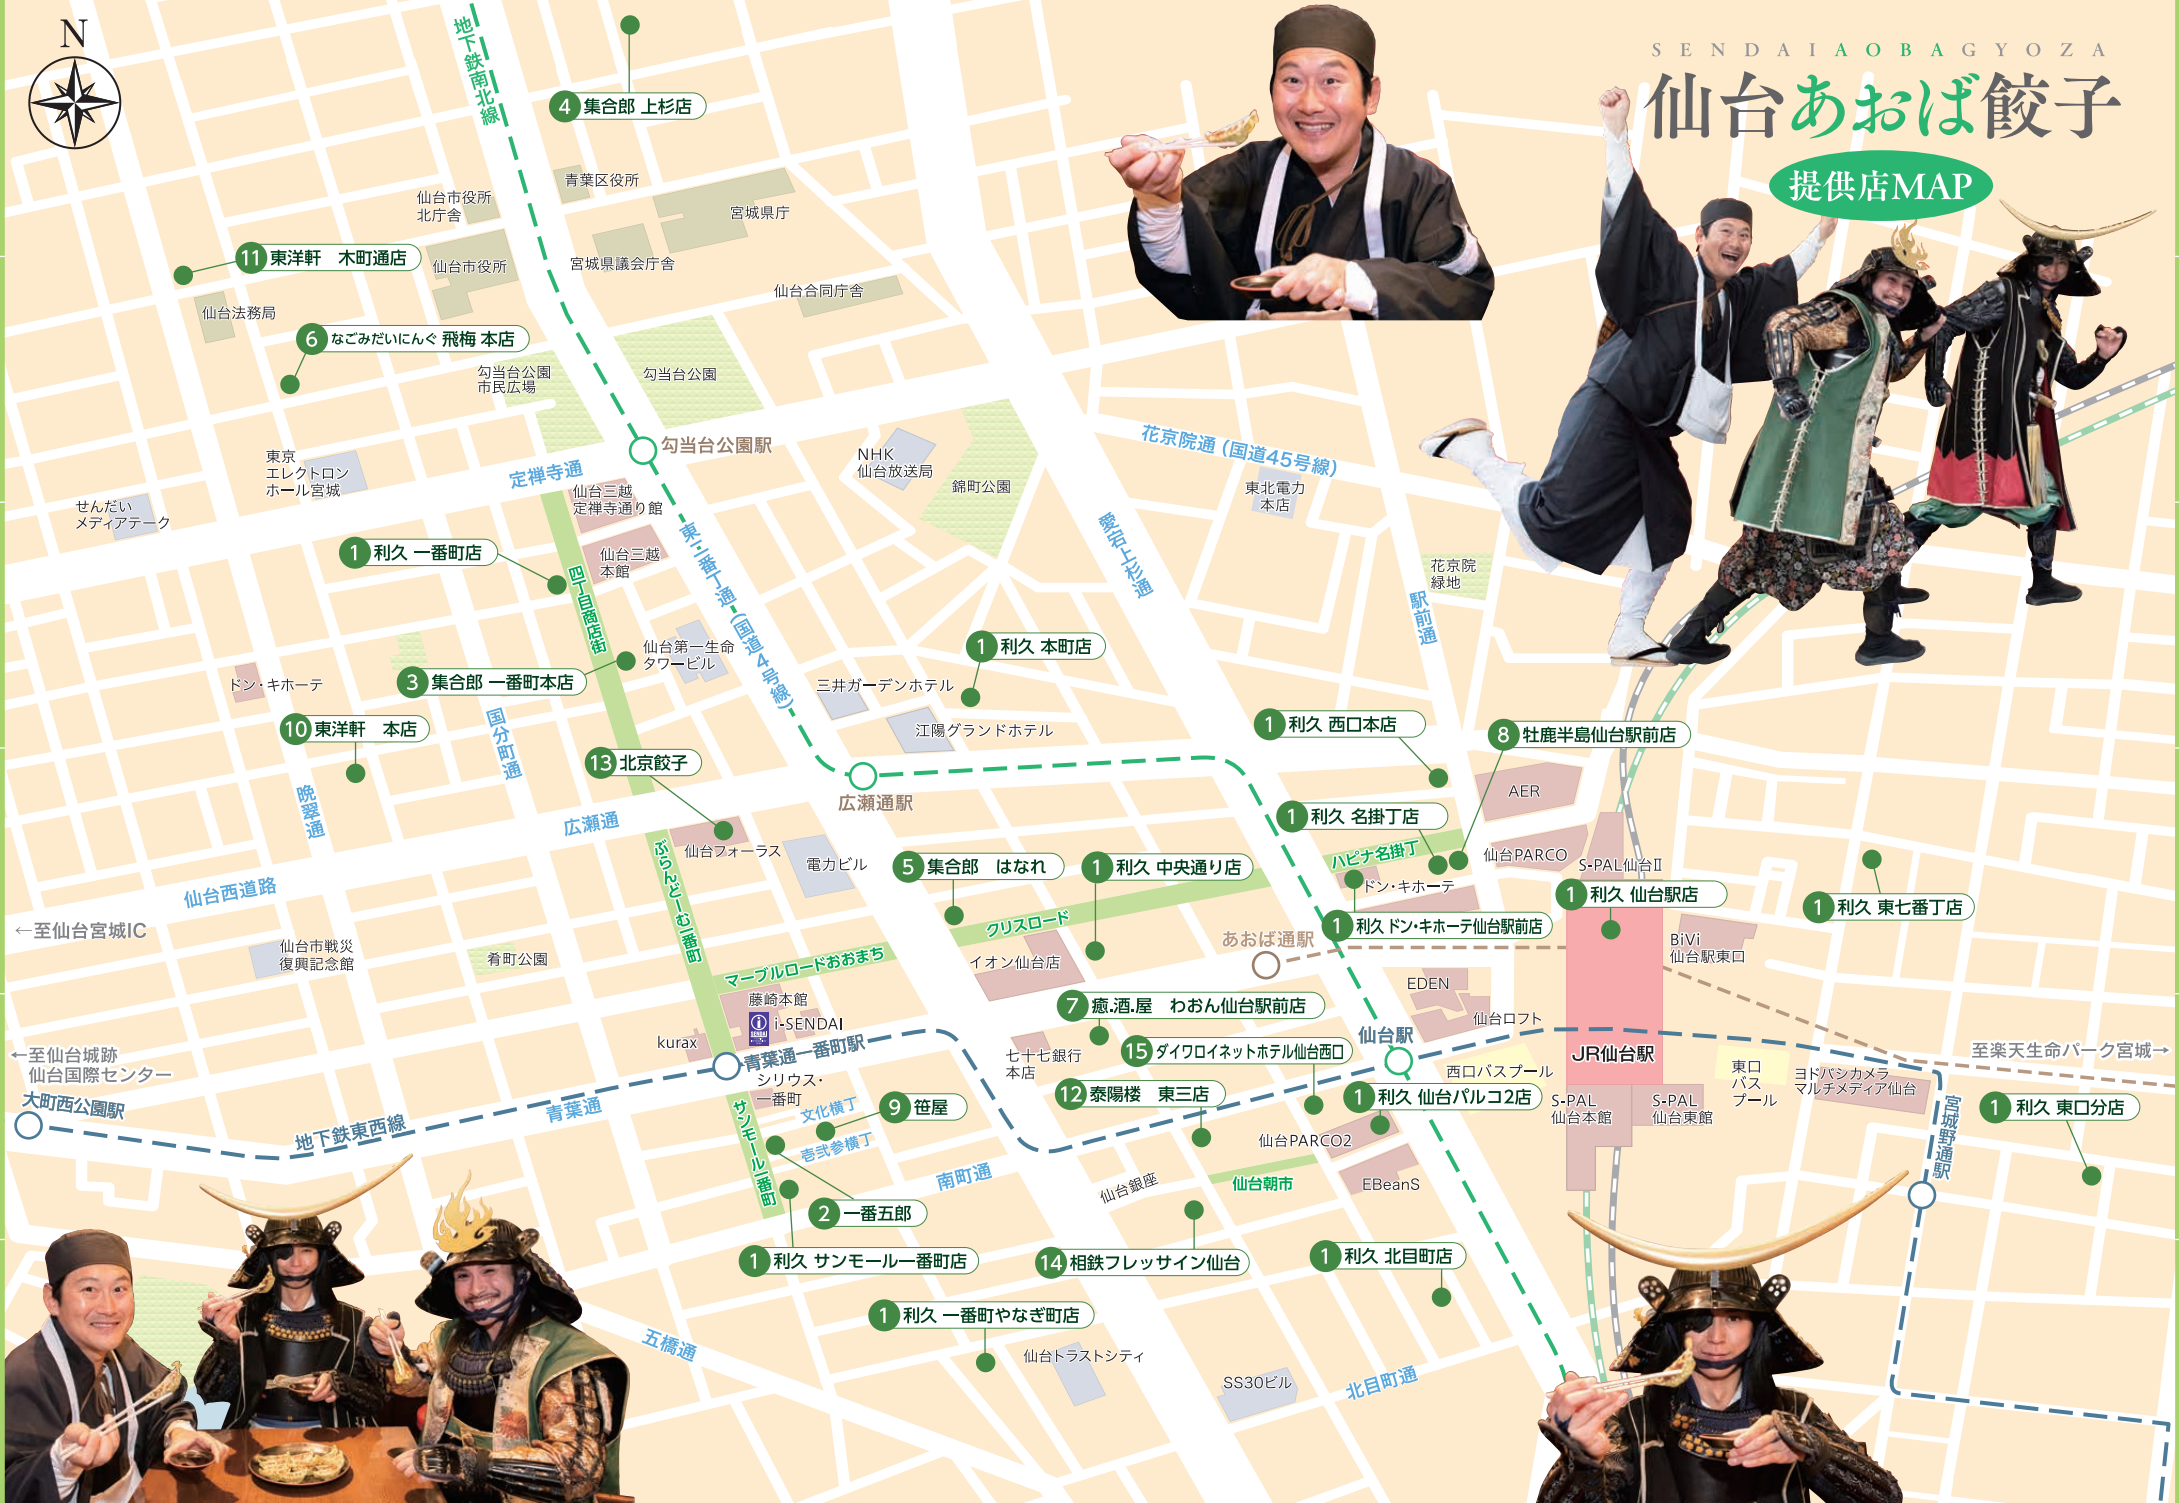 N
SENDAI AOBA GYOZA
仙台あおば餃子
提供店MAP
地下鉄南北線
4 集合郎 上杉店
青葉区役所
仙台市役所
北庁舎
宮城県庁
11 東洋軒　木町通店
仙台市役所
宮城県議会庁舎
仙台合同庁舎
仙台法務局
6 なごみだいにんぐ 飛梅 本店
勾当台公園
市民広場
勾当台公園
勾当台公園駅
花京院通（国道45号線）
東京
エレクトロン
ホール宮城
定禅寺通
NHK
仙台放送局
錦町公園
東北電力
本店
せんだい
メディアテーク
仙台三越
定禅寺通り館
東二番丁通（国道4号線）
愛宕上杉通
1 利久 一番町店
仙台三越
本館
四丁目商店街
花京院
緑地
駅前通
仙台第一生命
タワービル
1 利久 本町店
ドン・キホーテ
3 集合郎 一番町本店
三井ガーデンホテル
国分町通
10 東洋軒　本店
江陽グランドホテル
1 利久 西口本店
8 牡鹿半島仙台駅前店
13 北京餃子
晩翠通
広瀬通駅
AER
広瀬通
1 利久 名掛丁店
仙台フォーラス
ぶらんどーむ一番町
電力ビル
ハピナ名掛丁
仙台PARCO
S-PAL仙台II
5 集合郎　はなれ
1 利久 中央通り店
ドン・キホーテ
仙台西道路
1 利久 仙台駅店
1 利久 東七番丁店
←至仙台宮城IC
クリスロード
1 利久 ドン・キホーテ仙台駅前店
仙台市戦災
復興記念館
肴町公園
マーブルロードおおまち
イオン仙台店
あおば通駅
BiVi
仙台駅東口
藤崎本館
EDEN
i
SENDAI
i-SENDAI
7 癒.酒.屋　わおん仙台駅前店
仙台ロフト
kurax
青葉通一番町駅
仙台駅
←至仙台城跡
仙台国際センター
七十七銀行
本店
15 ダイワロイネットホテル仙台西口
JR仙台駅
至楽天生命パーク宮城→
西口バスプール
東口
バス
プール
ヨドバシカメラ
マルチメディア仙台
シリウス・
一番町
12 泰陽楼　東三店
1 利久 仙台パルコ2店
大町西公園駅
青葉通
地下鉄東西線
文化横丁
9 笹屋
壱弐参横丁
S-PAL
仙台本館
S-PAL
仙台東館
宮城野通駅
1 利久 東口分店
サンモール一番町
仙台PARCO2
南町通
仙台銀座
仙台朝市
EBeanS
2 一番五郎
1 利久 サンモール一番町店
14 相鉄フレッサイン仙台
1 利久 北目町店
1 利久 一番町やなぎ町店
五橋通
仙台トラストシティ
SS30ビル
北目町通